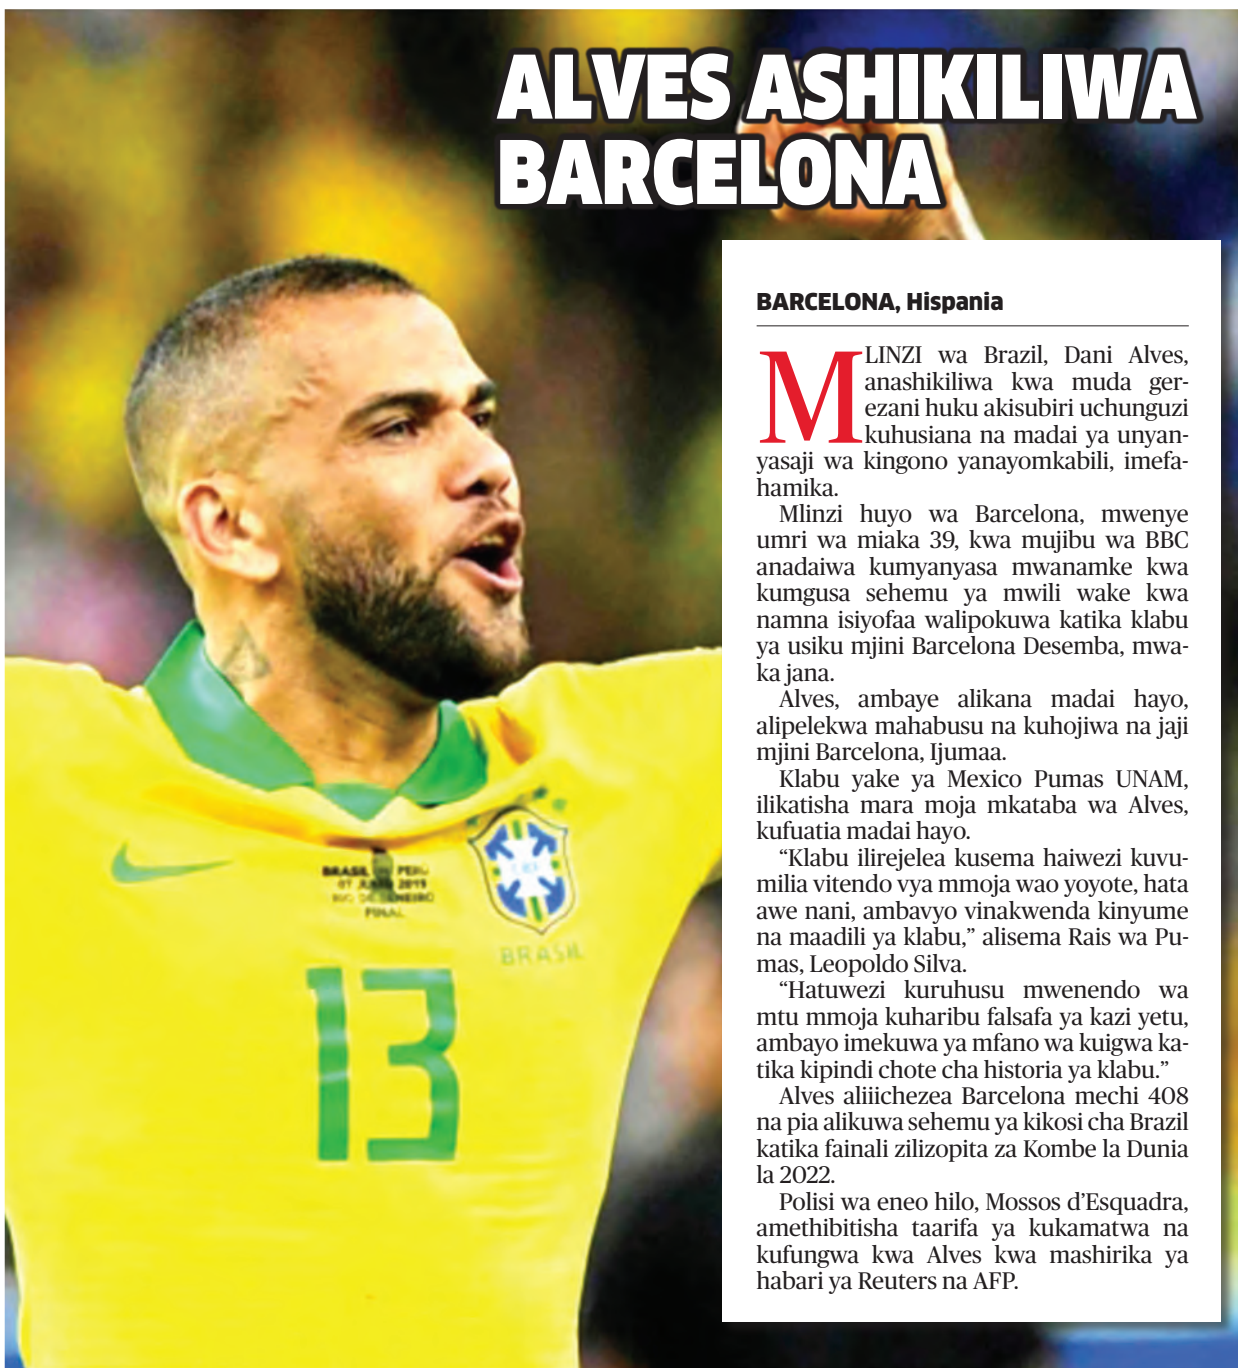 ALVES ASHIKILIWA
BARCELONA
BARCELONA, Hispania
MLINZI wa Brazil, Dani Alves,
anashikiliwa kwa muda ger-
ezani huku akisubiri uchunguzi
kuhusiana na madai ya unyan-
yasaji wa kingono yanayomkabili, imefa-
hamika.
Mlinzi huyo wa Barcelona, mwenye
umri wa miaka 39, kwa mujibu wa BBC
anadaiwa kumyanyasa mwanamke kwa
kumgusa sehemu ya mwili wake kwa
namna isiyofaa walipokuwa katika klabu
ya usiku mjini Barcelona Desemba, mwa-
ka jana.
Alves, ambaye alikana madai hayo,
alipelekwa mahabusu na kuhojiwa na jaji
mjini Barcelona, Ijumaa.
Klabu yake ya Mexico Pumas UNAM,
ilikatisha mara moja mkataba wa Alves,
kufuatia madai hayo.
“Klabu ilirejelea kusema haiwezi kuvu-
milia vitendo vya mmoja wao yoyote, hata
awe nani, ambavyo vinakwenda kinyume
na maadili ya klabu,” alisema Rais wa Pu-
mas, Leopoldo Silva.
“Hatuwezi kuruhusu mwenendo wa
mtu mmoja kuharibu falsafa ya kazi yetu,
ambayo imekuwa ya mfano wa kuigwa ka-
tika kipindi chote cha historia ya klabu.”
Alves aliiichezea Barcelona mechi 408
na pia alikuwa sehemu ya kikosi cha Brazil
katika fainali zilizopita za Kombe la Dunia
la 2022.
Polisi wa eneo hilo, Mossos d’Esquadra,
amethibitisha taarifa ya kukamatwa na
kufungwa kwa Alves kwa mashirika ya
habari ya Reuters na AFP.
BRASIL PERU
2019
FINAL
BRASIL
13